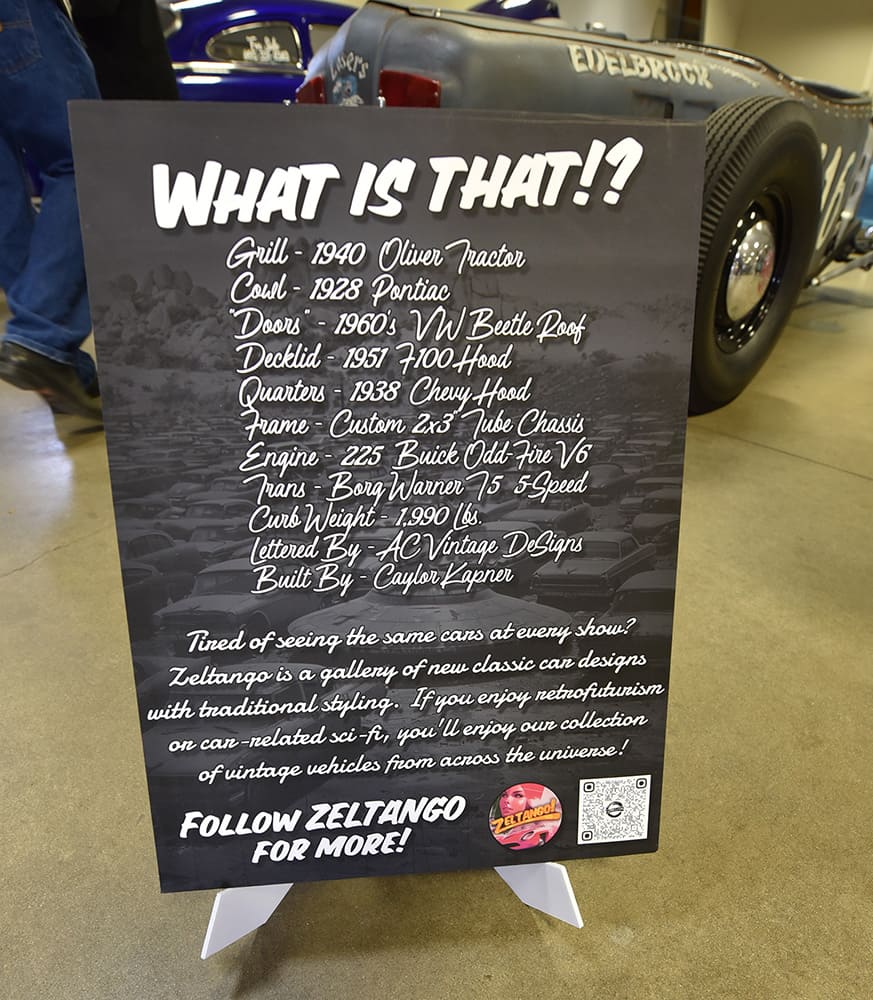 Losers
EDELBROCK
16
WHAT IS THAT!?
Grill - 1940 Oliver Tractor
Cowl - 1928 Pontiac
"Doors" - 1960's VW Beetle Roof
Decklid - 1951 F100 Hood
Quarters - 1938 Chevy Hood
Frame - Custom 2x3" Tube Chassis
Engine - 225 Buick Odd-Fire V6
Trans - Borg Warner T5 5-Speed
Curb Weight - 1,990 Lbs.
Lettered By - AC Vintage DeSigns
Built By - Caylor Kapner
Tired of seeing the same cars at every show?
Zeltango is a gallery of new classic car designs
with traditional styling. If you enjoy retrofuturism
or car-related sci-fi, you'll enjoy our collection
of vintage vehicles from across the universe!
FOLLOW ZELTANGO
FOR MORE!
ZELTANGO!